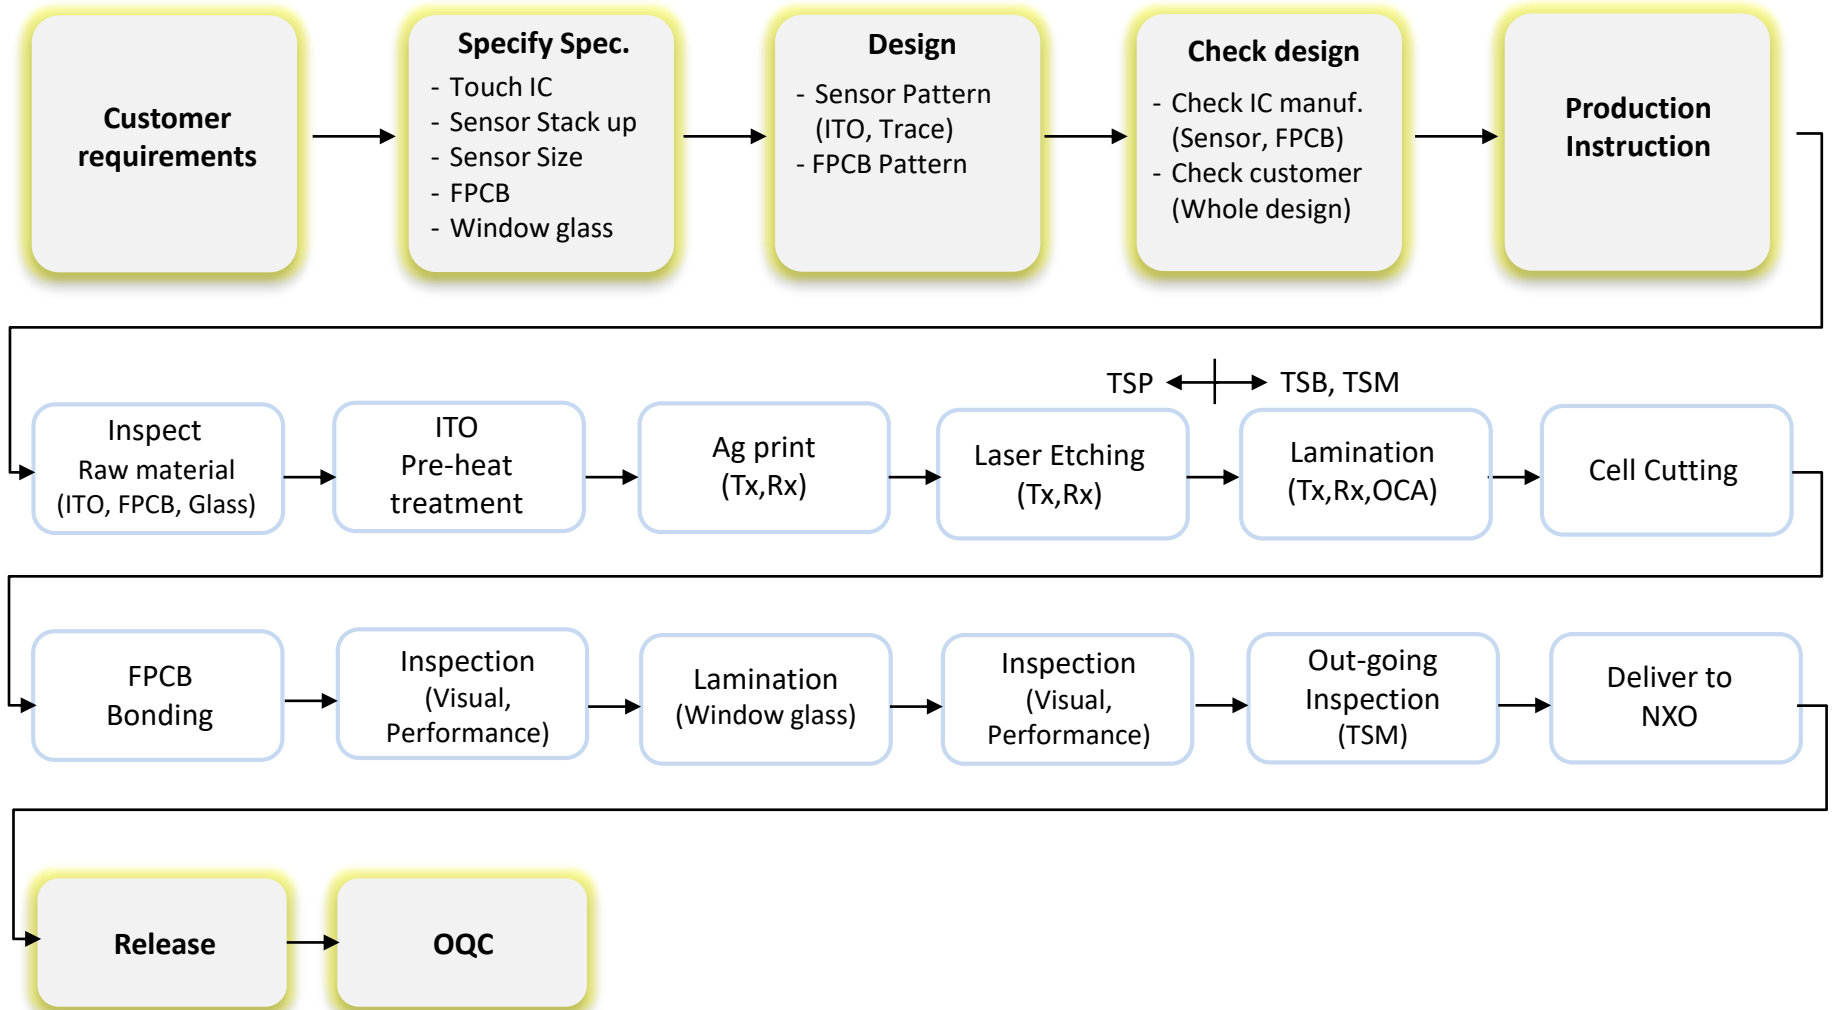 Customer
requirements
Specify Spec.
- Touch IC
- Sensor Stack up
- Sensor Size
- FPCB
- Window glass
Design
- Sensor Pattern
(ITO, Trace)
- FPCB Pattern
Check design
- Check IC manuf.
(Sensor, FPCB)
- Check customer
(Whole design)
Production
Instruction
TSP
TSB, TSM
Inspect
Raw material
(ITO, FPCB, Glass)
ITO
Pre-heat
treatment
Ag print
(Tx,Rx)
Laser Etching
(Tx,Rx)
Lamination
(Tx,Rx,OCA)
Cell Cutting
FPCB
Bonding
Inspection
(Visual,
Performance)
Lamination
(Window glass)
Inspection
(Visual,
Performance)
Out-going
Inspection
(TSM)
Deliver to
NXO
Release
OQC